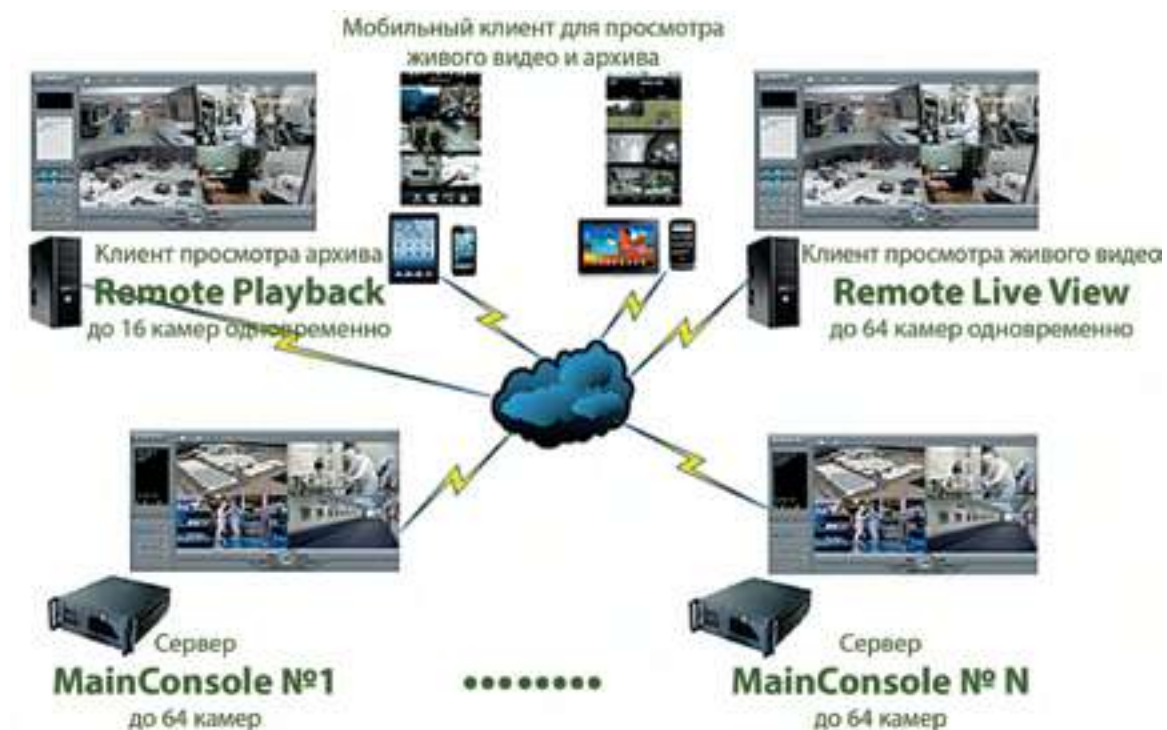 Мобильный клиент для просмотра
живого видео и архива
Клиент просмотра архива
Remote Playback
до 16 камер одновременно
Клиент просмотра живого видео
Remote Live View
до 64 камер одновременно
Сервер
MainConsole №1
до 64 камер
Сервер
MainConsole № N
до 64 камер